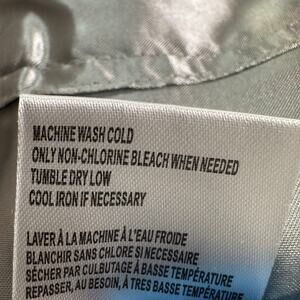 MACHINE WASH COLD
ONLY NON-CHLORINE BLEACH WHEN NEEDED
TUMBLE DRY LOW
COOL IRON IF NECESSARY
LAVER À LA MACHINE À L'EAU FROIDE
BLANCHIR SANS CHLORE SI NECESSAIRE
SÉCHER PAR CULBUTAGE À BASSE TEMPÉRATURE
REPASSER, AU BESOIN, À TRES BASSE TEMPÉRATURE